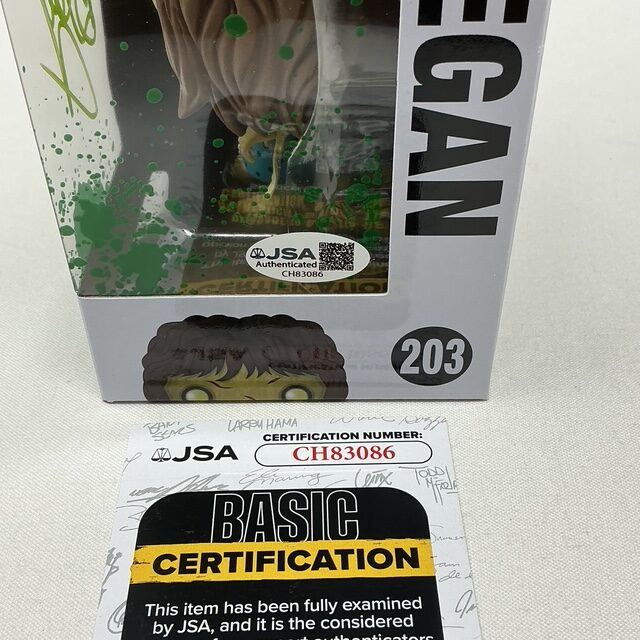 EGAN
JSA
Authenticated
CH83086
203
LARRY HAMA
JSA
CERTIFICATION NUMBER:
CH83086
BASIC
CERTIFICATION
This item has been fully examined
by JSA, and it is the considered